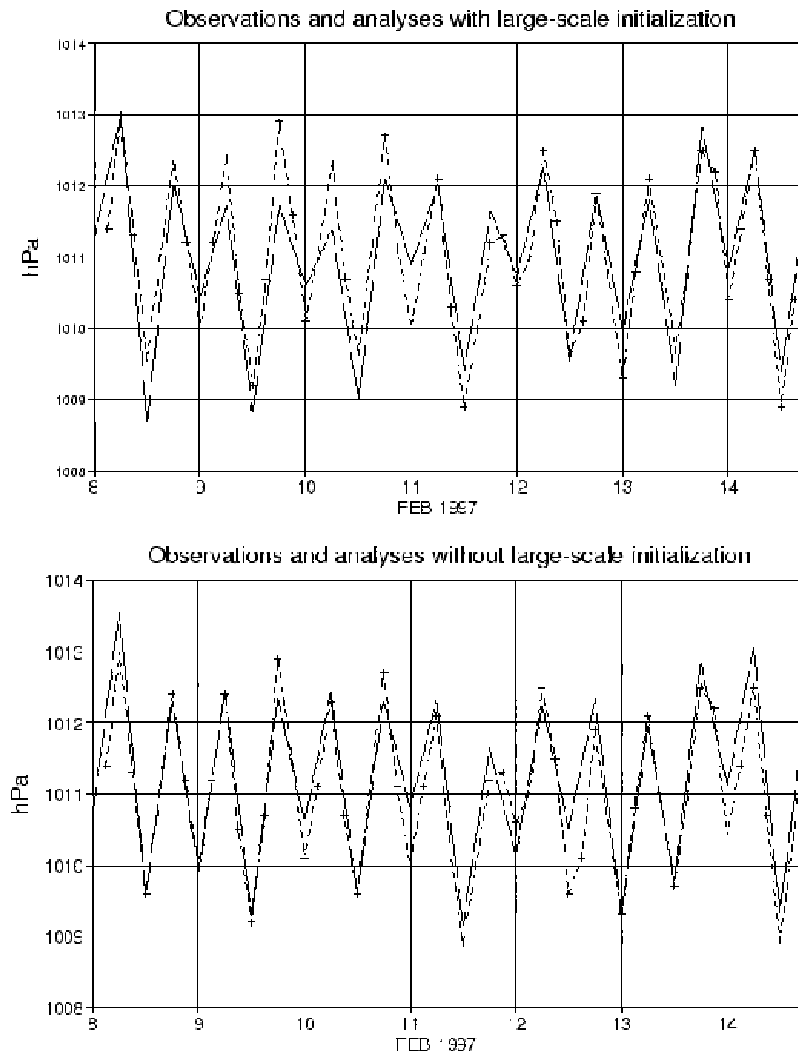 Observations and analyses with large-scale initialization
1014
1013
1012
1011
1010
1009
1008
hPa
8 9 10 11 12 13 14
FEB 1997
Observations and analyses without large-scale initialization
1014
1013
1012
1011
1010
1009
1008
hPa
8 9 10 11 12 13 14
FEB 1997